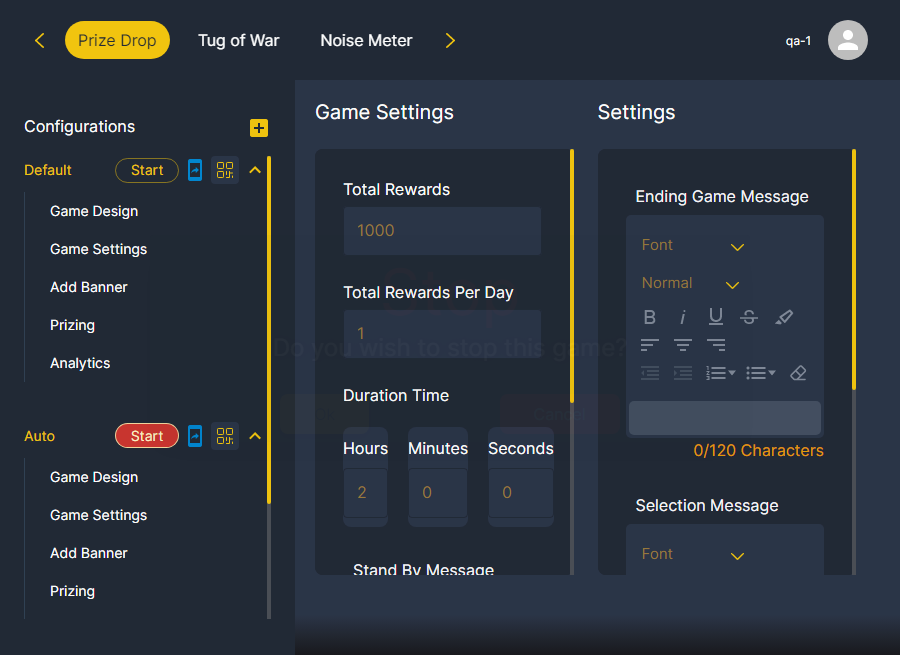 Prize Drop
Tug of War
Noise Meter
qa-1
Configurations
Default
Start
Game Design
Game Settings
Add Banner
Prizing
Analytics
Auto
Start
Game Design
Game Settings
Add Banner
Prizing
Game Settings
Total Rewards
1000
Total Rewards Per Day
1
Do you wish to stop this game?
Duration Time
Hours
Minutes
Seconds
2
0
0
Stand By Message
Settings
Ending Game Message
Font
Normal
B i U S
0/120 Characters
Selection Message
Font